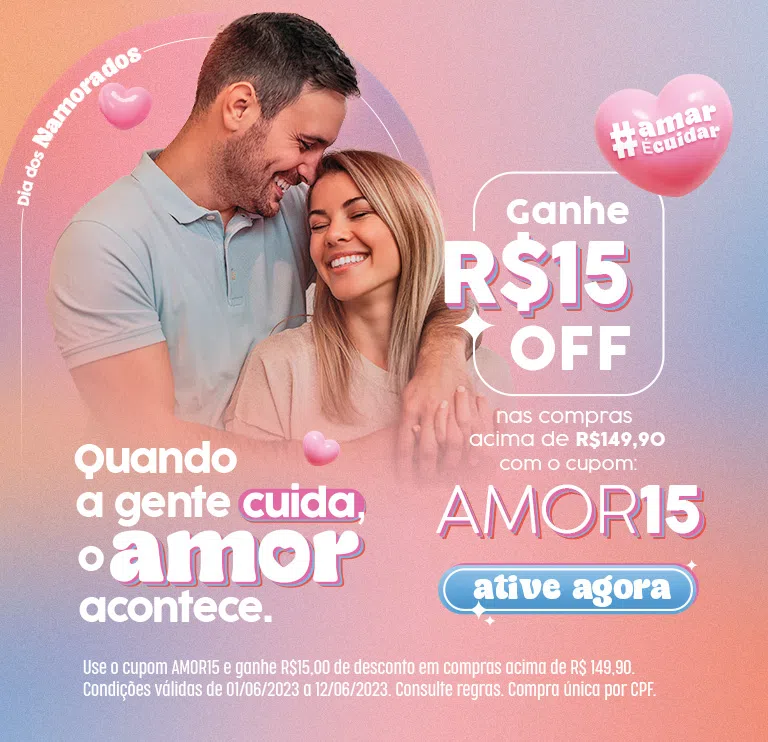 Dia dos Namorados
#amar
Écuidar
Ganhe
R$15
OFF
nas compras
acima de R$149,90
com o cupom:
AMOR15
ative agora
Quando
a gente cuida,
o amor
acontece.
Use o cupom AMOR15 e ganhe R$15,00 de desconto em compras acima de R$ 149,90.
Condições válidas de 01/06/2023 a 12/06/2023. Consulte regras. Compra única por CPF.